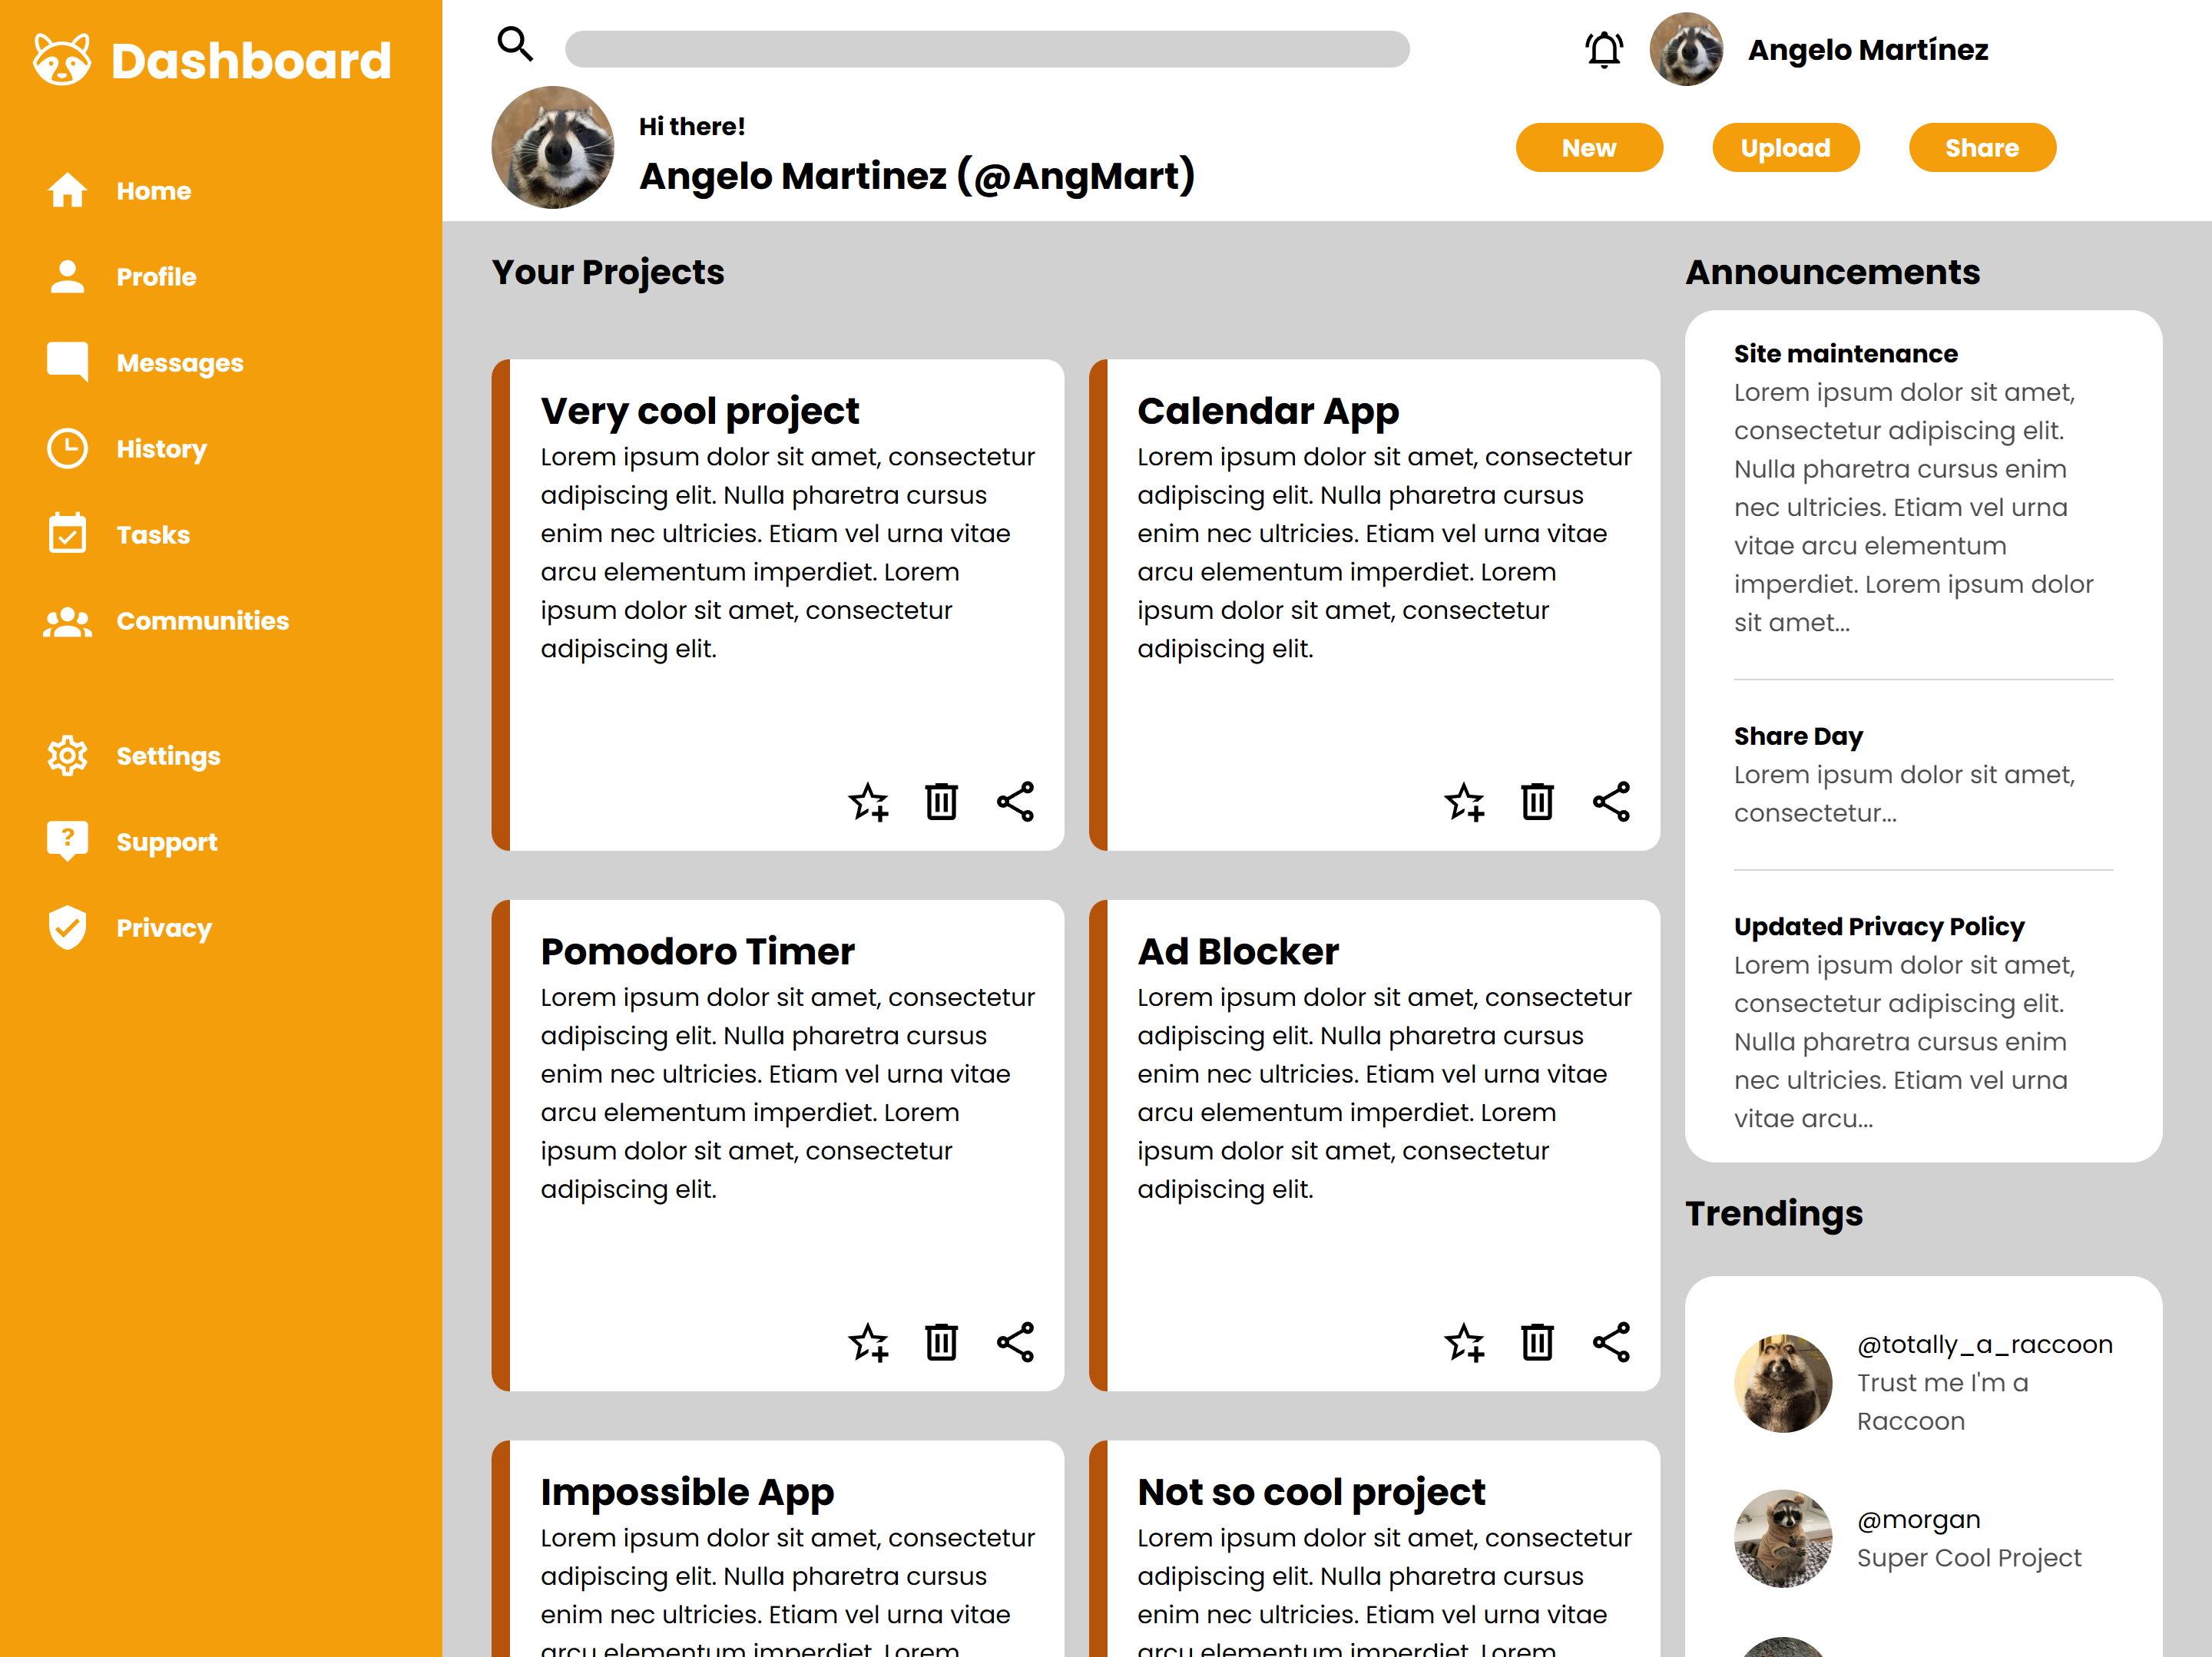 Dashboard
Home
Profile
Messages
History
Tasks
Communities
Settings
? Support
Privacy
Angelo Martínez
Hi there!
Angelo Martinez (@AngMart)
New
Upload
Share
Your Projects
Very cool project
Lorem ipsum dolor sit amet, consectetur
adipiscing elit. Nulla pharetra cursus
enim nec ultricies. Etiam vel urna vitae
arcu elementum imperdiet. Lorem
ipsum dolor sit amet, consectetur
adipiscing elit.
Calendar App
Lorem ipsum dolor sit amet, consectetur
adipiscing elit. Nulla pharetra cursus
enim nec ultricies. Etiam vel urna vitae
arcu elementum imperdiet. Lorem
ipsum dolor sit amet, consectetur
adipiscing elit.
Pomodoro Timer
Lorem ipsum dolor sit amet, consectetur
adipiscing elit. Nulla pharetra cursus
enim nec ultricies. Etiam vel urna vitae
arcu elementum imperdiet. Lorem
ipsum dolor sit amet, consectetur
adipiscing elit.
Ad Blocker
Lorem ipsum dolor sit amet, consectetur
adipiscing elit. Nulla pharetra cursus
enim nec ultricies. Etiam vel urna vitae
arcu elementum imperdiet. Lorem
ipsum dolor sit amet, consectetur
adipiscing elit.
Impossible App
Lorem ipsum dolor sit amet, consectetur
adipiscing elit. Nulla pharetra cursus
enim nec ultricies. Etiam vel urna vitae
arcu elementum imperdiet. Lorem
Not so cool project
Lorem ipsum dolor sit amet, consectetur
adipiscing elit. Nulla pharetra cursus
enim nec ultricies. Etiam vel urna vitae
arcu elementum imperdiet. Lorem
Announcements
Site maintenance
Lorem ipsum dolor sit amet,
consectetur adipiscing elit.
Nulla pharetra cursus enim
nec ultricies. Etiam vel urna
vitae arcu elementum
imperdiet. Lorem ipsum dolor
sit amet...
Share Day
Lorem ipsum dolor sit amet,
consectetur...
Updated Privacy Policy
Lorem ipsum dolor sit amet,
consectetur adipiscing elit.
Nulla pharetra cursus enim
nec ultricies. Etiam vel urna
vitae arcu...
Trendings
@totally_a_raccoon
Trust me I'm a
Raccoon
@morgan
Super Cool Project